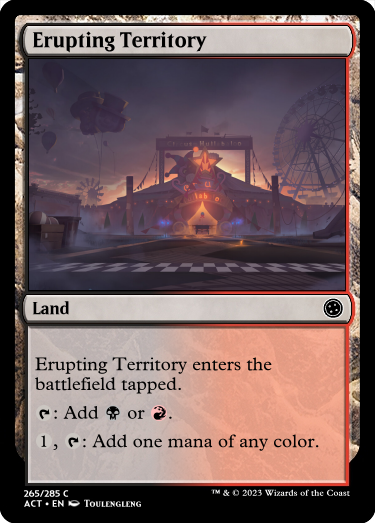 Erupting Territory
Land
Erupting Territory enters the
battlefield tapped.
: Add or .
1 , : Add one mana of any color.
265/285 C
ACT • EN Toulengleng
™ & © 2023 Wizards of the Coast